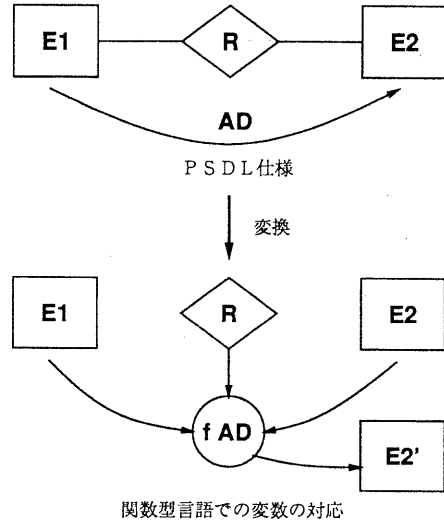 E1 R E2
AD
PSDL仕様
変換
E1 R E2
f AD
E2'
関数型言語での変数の対応